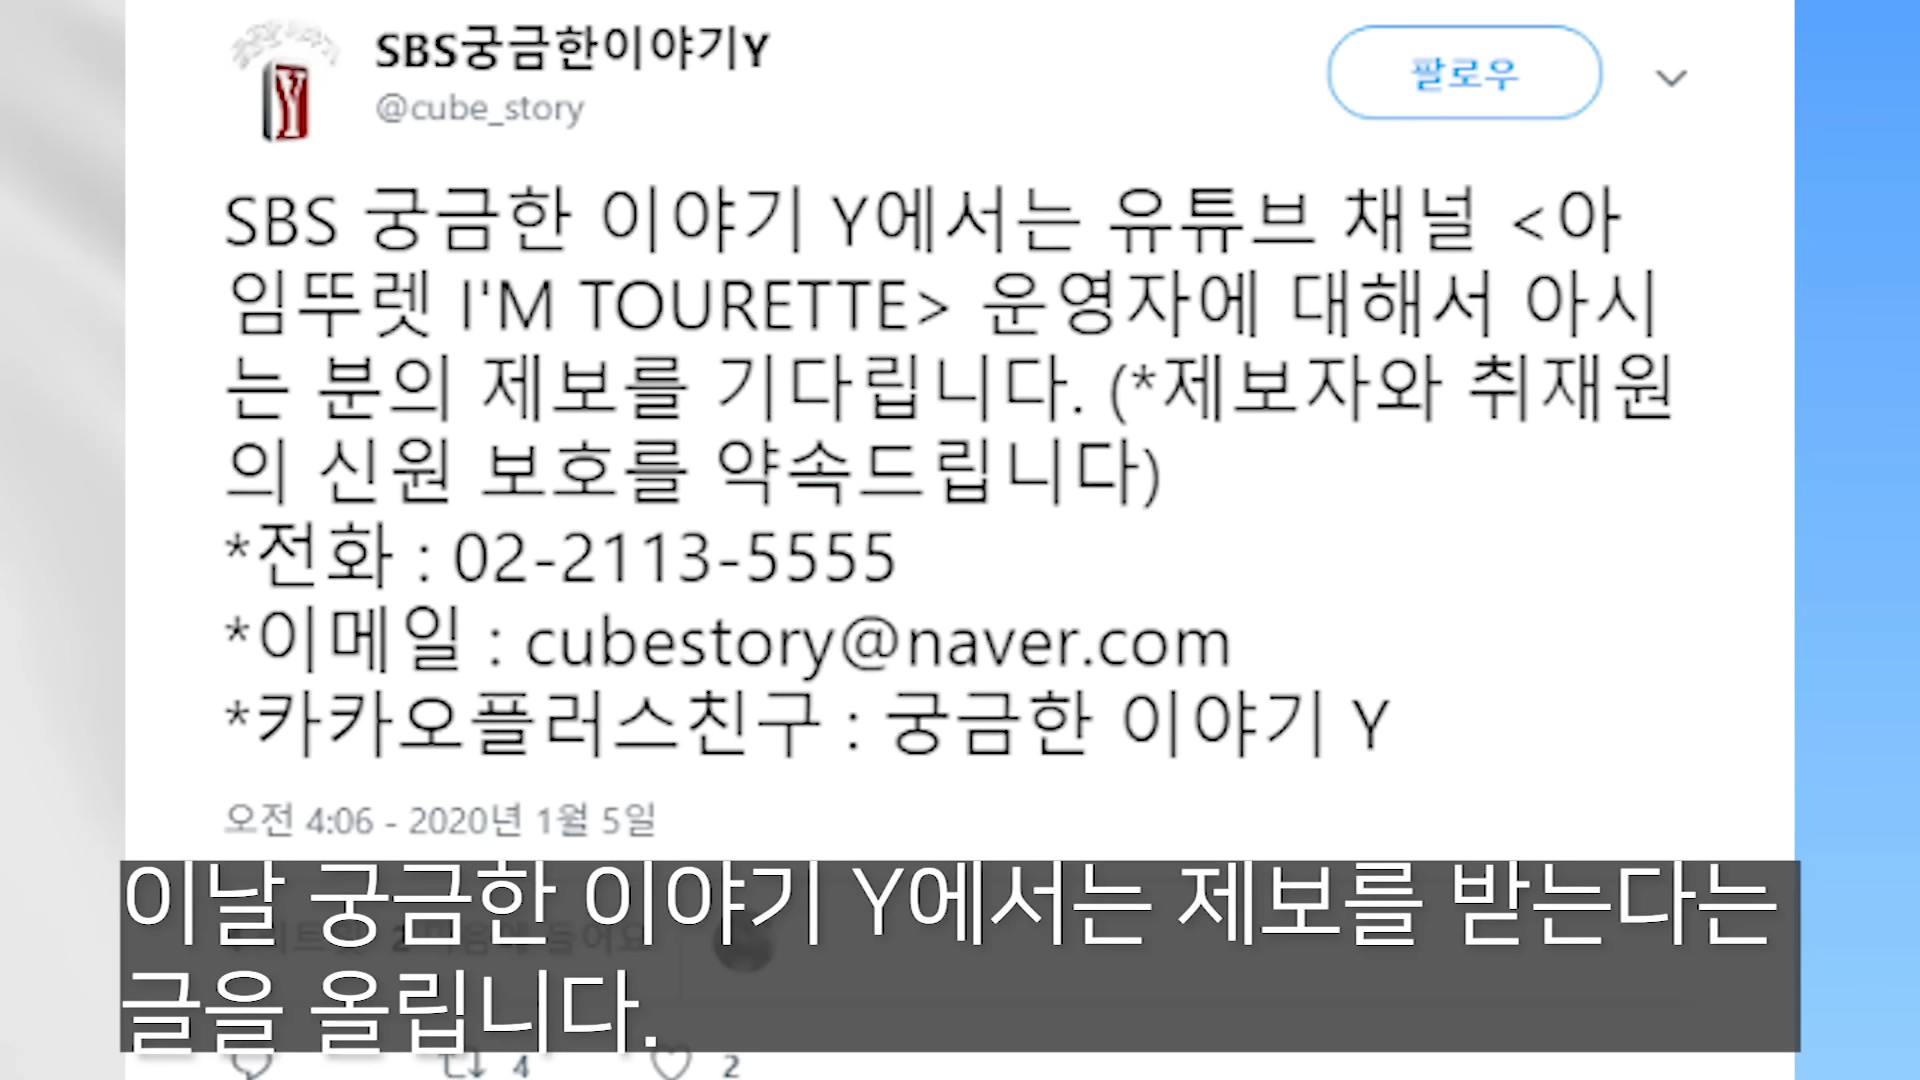 SBS궁금한이야기Y
@cube_story
팔로우
SBS 궁금한 이야기 Y에서는 유튜브 채널 <아
임뚜렛 I'M TOURETTE> 운영자에 대해서 아시
는 분의 제보를 기다립니다. (*제보자와 취재원
의 신원 보호를 약속드립니다)
*전화 : 02-2113-5555
*이메일 : cubestory@naver.com
*카카오플러스친구 : 궁금한 이야기 Y
오전 4:06 - 2020년 1월 5일
이날 궁금한 이야기 Y에서는 제보를 받는다는
글을 올립니다.
4 2